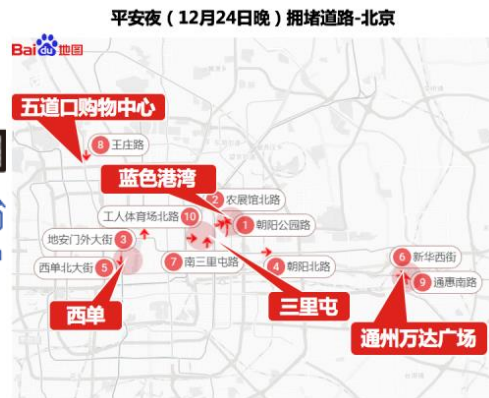 平安夜（12月24日晚）拥堵道路-北京
Bai du 地图
五道口购物中心
8 王庄路
蓝色港湾
2 农展馆北路
工人体育场北路 10
1 朝阳公园路
地安门外大街 3
西单北大街 5
7 南三里屯路
4 朝阳北路
6 新华西街
9 通惠南路
西单
三里屯
通州万达广场